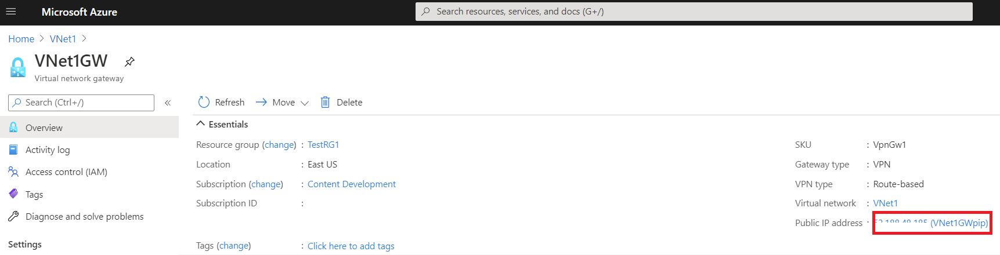 Microsoft Azure
Search resources, services, and docs (G+/)
Home > VNet1 >
VNet1GW
Virtual network gateway
Search (Ctrl+/)
«
Refresh
Move
Delete
Overview
Activity log
Access control (IAM)
Tags
Diagnose and solve problems
Settings
Essentials
Resource group (change) : TestRG1
Location : East US
Subscription (change) : Content Development
Subscription ID :
Tags (change) : Click here to add tags
SKU : VpnGw1
Gateway type : VPN
VPN type : Route-based
Virtual network : VNet1
Public IP address : (VNet1GWpip)